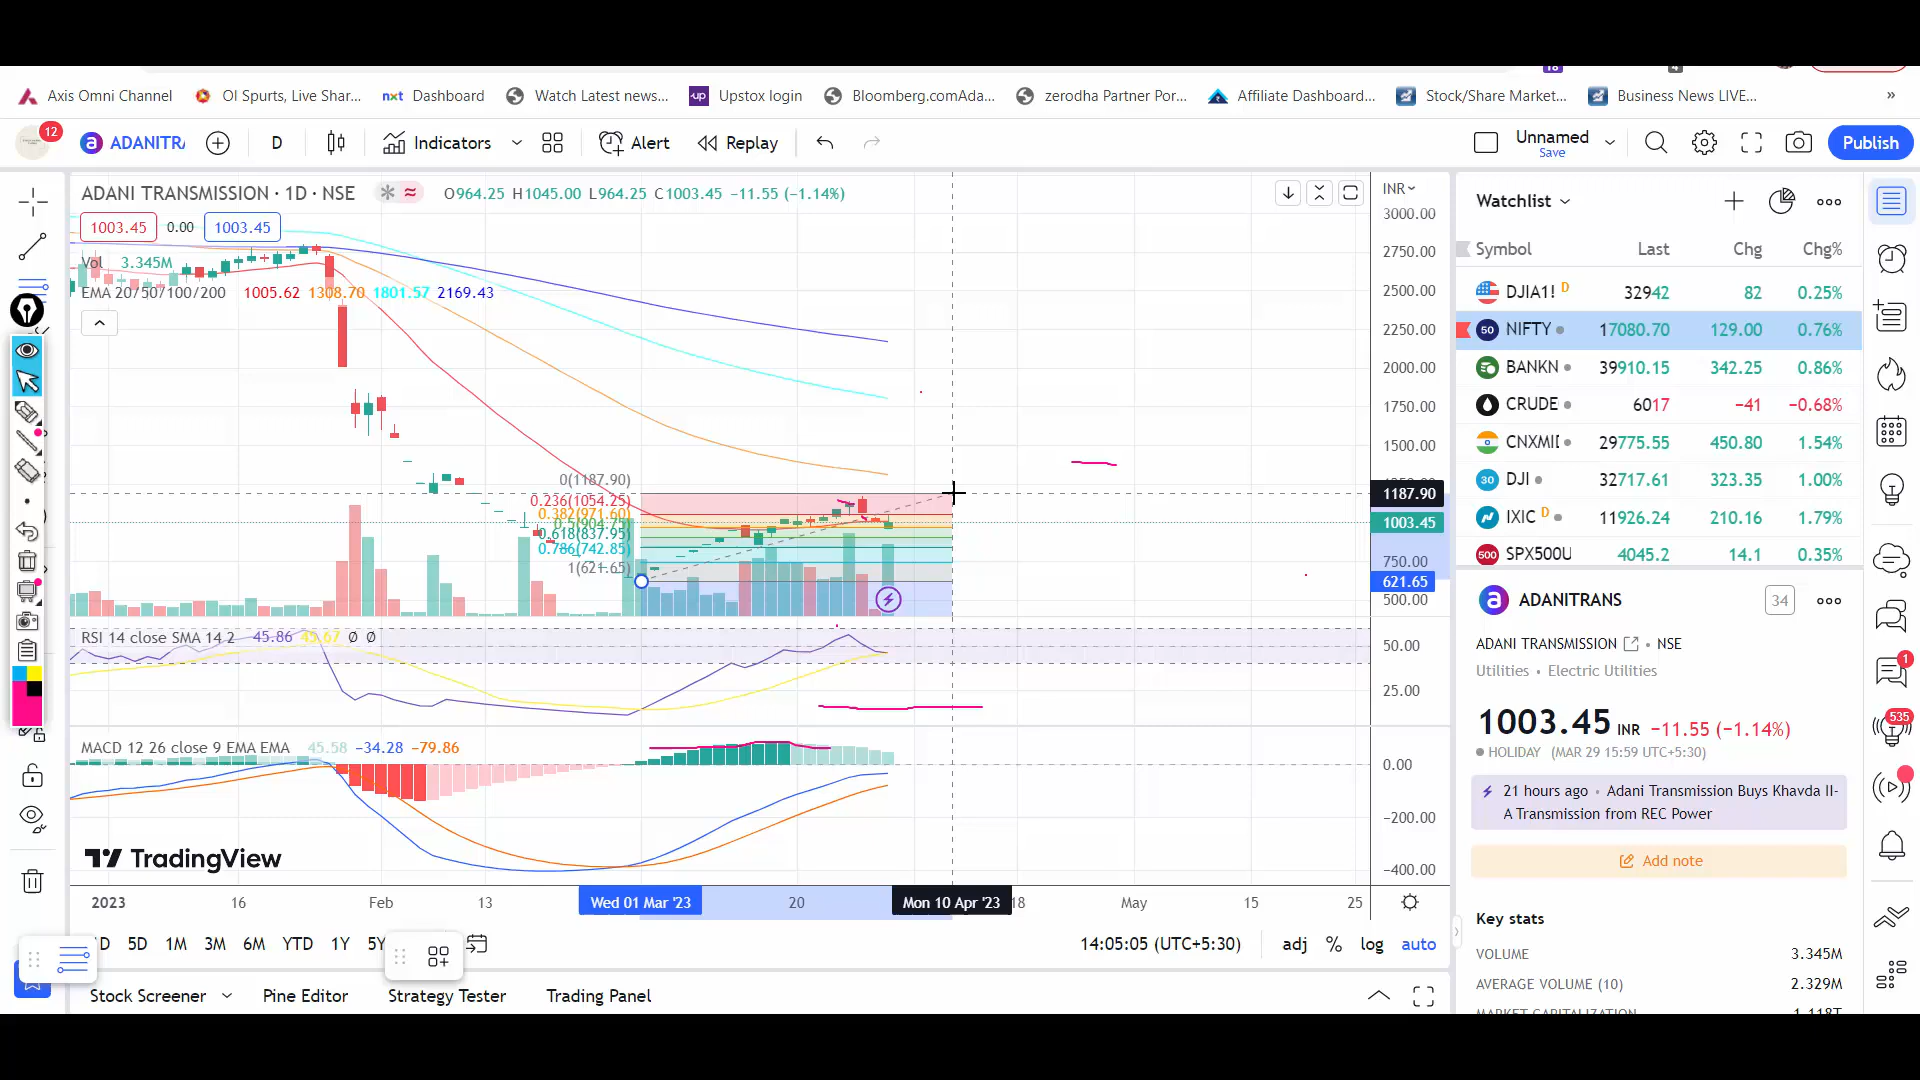 Axis Omni Channel OI Spurts, Live Shar... nxt Dashboard Watch Latest news... up Upstox login Bloomberg.comAda... zerodha Partner Por... Affiliate Dashboard... Stock/Share Market... Business News LIVE... »
12 ADANITRA D Indicators Alert Replay Unnamed Save Publish
ADANI TRANSMISSION · 1D · NSE O964.25 H1045.00 L964.25 C1003.45 −11.55 (−1.14%) INR
1003.45 0.00 1003.45
Vol 3.345M
EMA 20/50/100/200 1005.62 1308.70 1801.57 2169.43
3000.00
2750.00
2500.00
2250.00
2000.00
1750.00
1500.00
1187.90
1003.45
750.00
621.65
500.00
0(1187.90)
0.236(1054.25)
0.382(971.60)
0.5(904.75)
0.618(837.95)
0.786(742.85)
1(621.65)
RSI 14 close SMA 14 2 45.86 45.67 Ø Ø
50.00
25.00
MACD 12 26 close 9 EMA EMA 45.58 −34.28 −79.86
0.00
−200.00
−400.00
TradingView
2023 16 Feb 13 Wed 01 Mar '23 20 Mon 10 Apr '23 18 May 15 25
D 5D 1M 3M 6M YTD 1Y 5Y 14:05:05 (UTC+5:30) adj % log auto
Stock Screener Pine Editor Strategy Tester Trading Panel
Watchlist
Symbol Last Chg Chg%
DJIA1! D 32942 82 0.25%
50 NIFTY 17080.70 129.00 0.76%
BANKN 39910.15 342.25 0.86%
CRUDE 6017 −41 −0.68%
CNXMI 29775.55 450.80 1.54%
30 DJI 32717.61 323.35 1.00%
IXIC D 11926.24 210.16 1.79%
500 SPX500U 4045.2 14.1 0.35%
a ADANITRANS 34
ADANI TRANSMISSION • NSE
Utilities • Electric Utilities
1003.45 INR −11.55 (−1.14%)
HOLIDAY (MAR 29 15:59 UTC+5:30)
21 hours ago • Adani Transmission Buys Khavda II-
A Transmission from REC Power
Add note
Key stats
VOLUME 3.345M
AVERAGE VOLUME (10) 2.329M
1
535